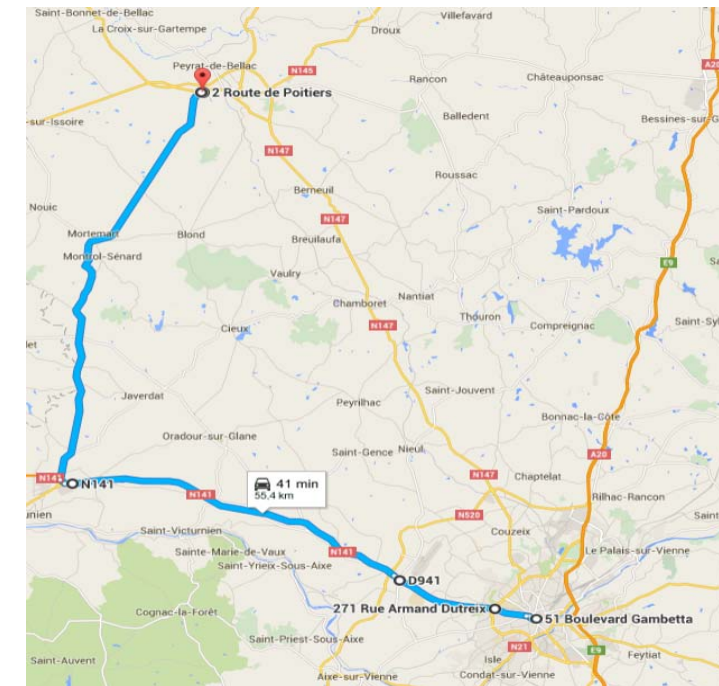 Saint-Bonnet-de-Bellac
Villefavard
La Croix-sur-Gartempe
Droux
Peyrat-de-Bellac
A20
N145
Rancon
Châteauponsac
2 Route de Poitiers
-sur-Issoire
Balledent
Bessines-sur-G
N147
Roussac
Berneuil
Nouic
Saint-Pardoux
N147
Mortemart
Blond
Breuilaufa
Montrol-Sénard
E9
Sa
Vaulry
Nantiat
Chamboret
Thouron
Saint-Sy
Cieux
N147
Compreignac
let
Javerdat
Saint-Jouvent
Peyrilhac
Bonnac-la-Côte
Oradour-sur-Glane
Saint-Gence
Nieul
A20
N141
N141
41 min
55,4 km
N147
Chaptelat
N141
Rilhac-Rancon
unien
N520
Saint-Victurnien
Couzeix
Sainte-Marie-de-Vaux
N141
Le Palais-sur-Vienne
Saint-Yrieix-Sous-Aixe
D941
Cognac-la-Forêt
271 Rue Armand Dutreix
51 Boulevard Gambetta
Saint-Priest-Sous-Aixe
N21
E9
Feytiat
Saint-Auvent
Isle
Aixe-sur-Vienne
Condat-sur-Vienne